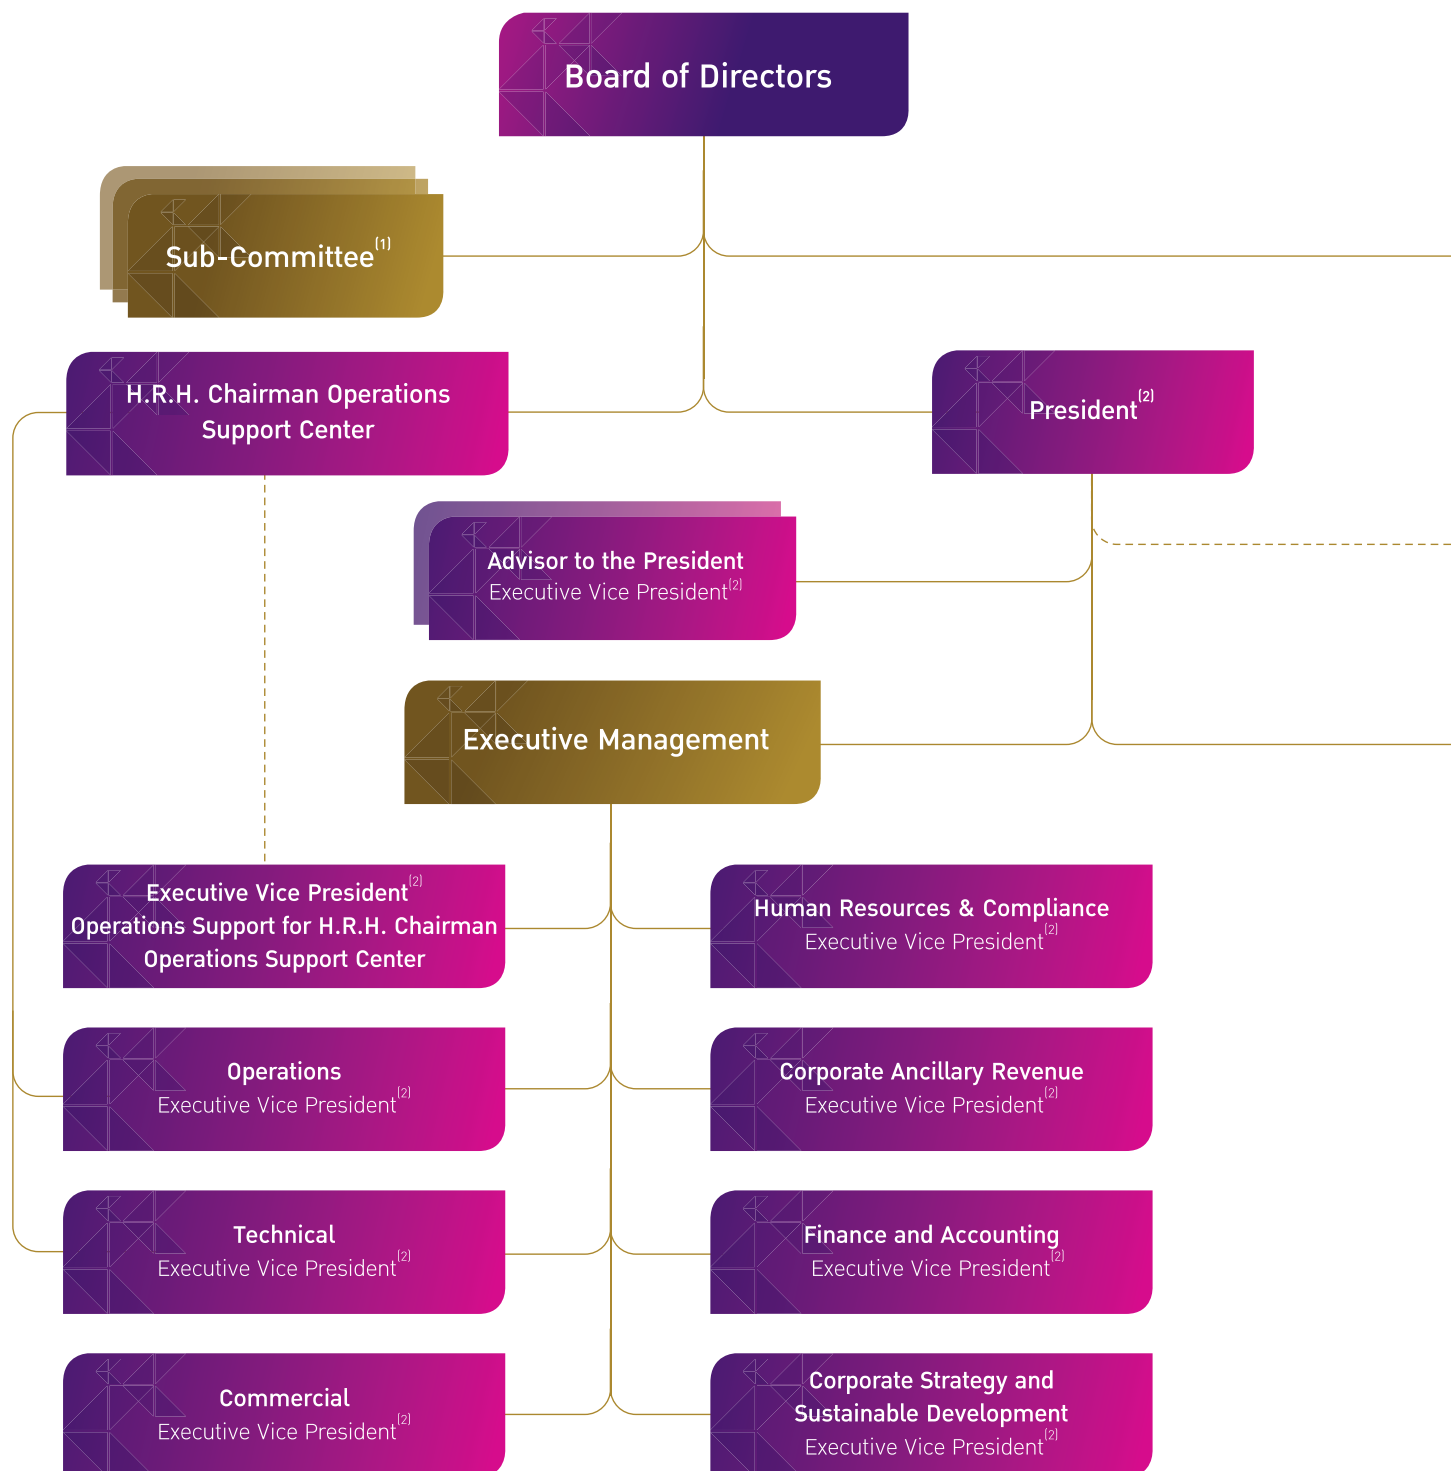 Board of Directors
Sub-Committee(1)
H.R.H. Chairman Operations
Support Center
President(2)
Advisor to the President
Executive Vice President(2)
Executive Management
Executive Vice President(2)
Operations Support for H.R.H. Chairman
Operations Support Center
Human Resources & Compliance
Executive Vice President(2)
Operations
Executive Vice President(2)
Corporate Ancillary Revenue
Executive Vice President(2)
Technical
Executive Vice President(2)
Finance and Accounting
Executive Vice President(2)
Commercial
Executive Vice President(2)
Corporate Strategy and
Sustainable Development
Executive Vice President(2)